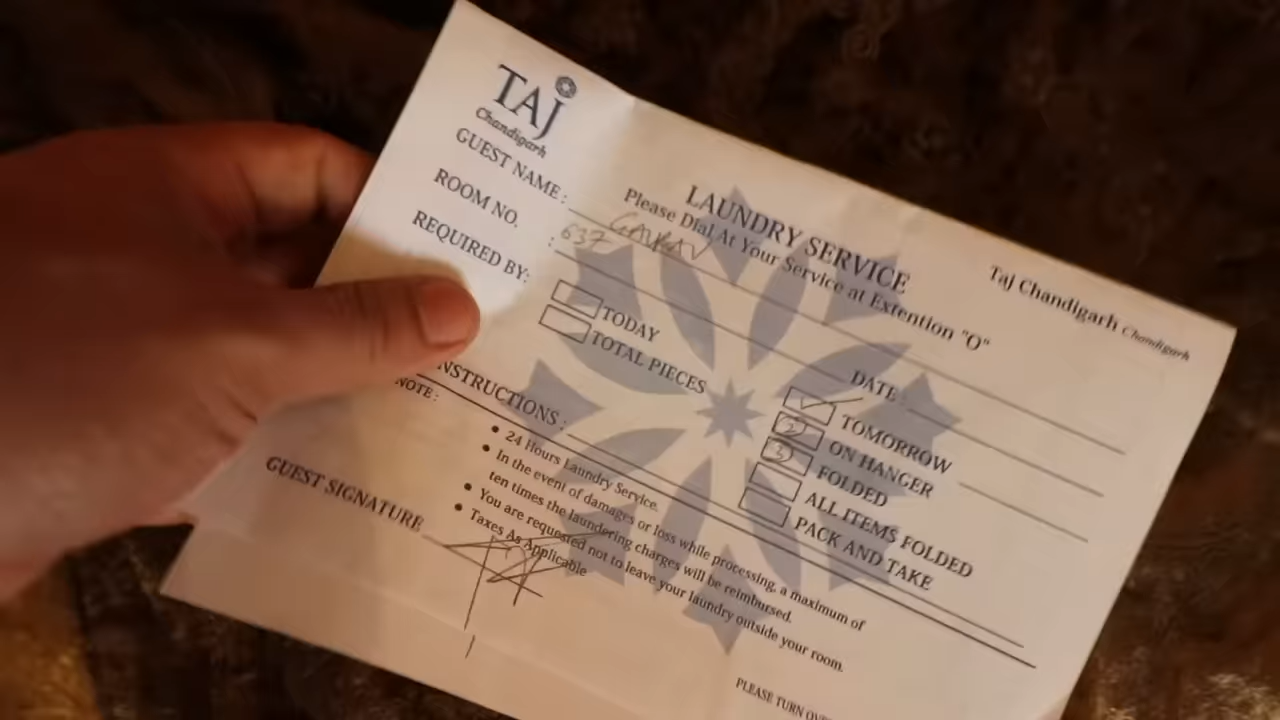 TAJ
Chandigarh
LAUNDRY SERVICE
Please Dial At Your Service at Extention "O"
Taj Chandigarh Chandigarh
GUEST NAME : GAURAV
ROOM NO. : 637
DATE :
REQUIRED BY:
TODAY
TOMORROW
TOTAL PIECES
2 ON HANGER
3 FOLDED
ALL ITEMS FOLDED
PACK AND TAKE
NSTRUCTIONS :
NOTE :
• 24 Hours Laundry Service.
• In the event of damages or loss while processing, a maximum of
ten times the laundering charges will be reimbursed.
• You are requested not to leave your laundry outside your room.
• Taxes As Applicable
GUEST SIGNATURE
PLEASE TURN OVE